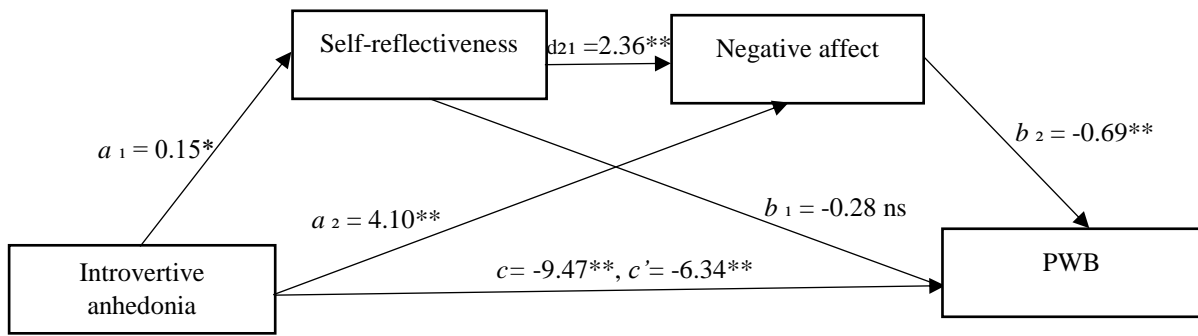 Self-reflectiveness
d21 =2.36**
Negative affect
a 1 = 0.15*
b 2 = -0.69**
a 2 = 4.10**
b 1 = -0.28 ns
Introvertive
anhedonia
c= -9.47**, c’= -6.34**
PWB